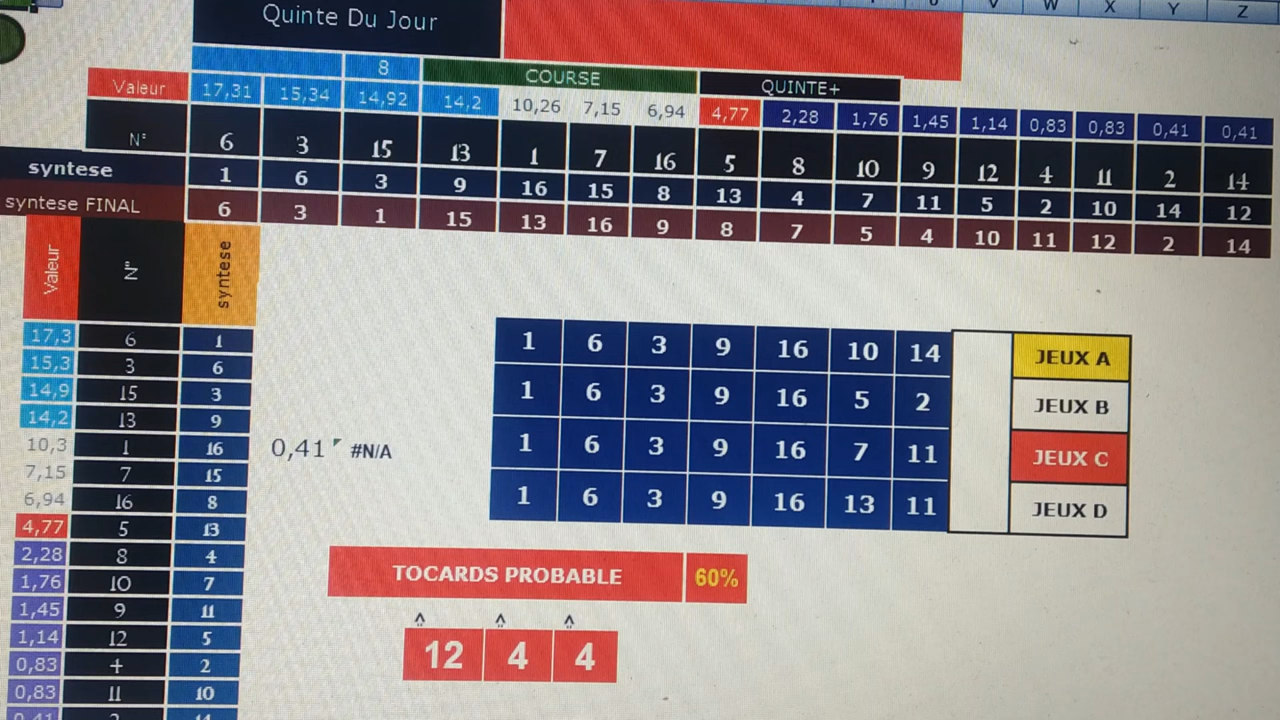 V W X Y Z
Quinte Du Jour
8 COURSE QUINTE+
Valeur 17,31 15,34 14,92 14,2 10,26 7,15 6,94 4,77 2,28 1,76 1,45 1,14 0,83 0,83 0,41 0,41
N° 6 3 15 13 1 7 16 5 8 10 9 12 4 11 2 14
syntese 1 6 3 9 16 15 8 13 4 7 11 5 2 10 14 12
syntese FINAL 6 3 1 15 13 16 9 8 7 5 4 10 11 12 2 14
Valeur N° syntese
17,3 6 1
15,3 3 6
14,9 15 3
14,2 13 9
10,3 1 16
7,15 7 15
6,94 16 8
4,77 5 13
2,28 8 4
1,76 10 7
1,45 9 11
1,14 12 5
0,83 4 2
0,83 11 10
0,41 2 14
0,41 #N/A
1 6 3 9 16 10 14 JEUX A
1 6 3 9 16 5 2 JEUX B
1 6 3 9 16 7 11 JEUX C
1 6 3 9 16 13 11 JEUX D
TOCARDS PROBABLE 60%
^ ^ ^
12 4 4